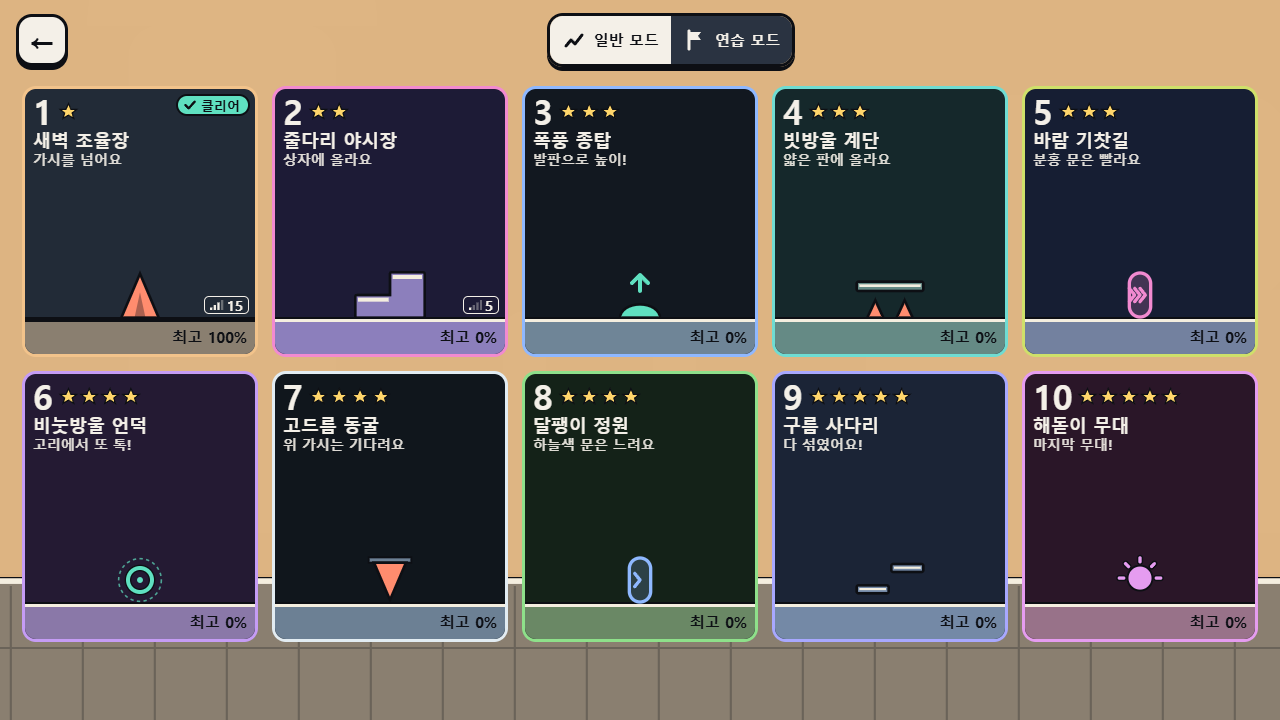 ←
일반 모드
연습 모드
1
클리어
새벽 조율장
가시를 넘어요
15
최고 100%
2
줄다리 야시장
상자에 올라요
5
최고 0%
3
폭풍 종탑
발판으로 높이!
최고 0%
4
빗방울 계단
얇은 판에 올라요
최고 0%
5
바람 기찻길
분홍 문은 빨라요
최고 0%
6
비눗방울 언덕
고리에서 또 톡!
최고 0%
7
고드름 동굴
위 가시는 기다려요
최고 0%
8
달팽이 정원
하늘색 문은 느려요
최고 0%
9
구름 사다리
다 섞였어요!
최고 0%
10
해돋이 무대
마지막 무대!
최고 0%